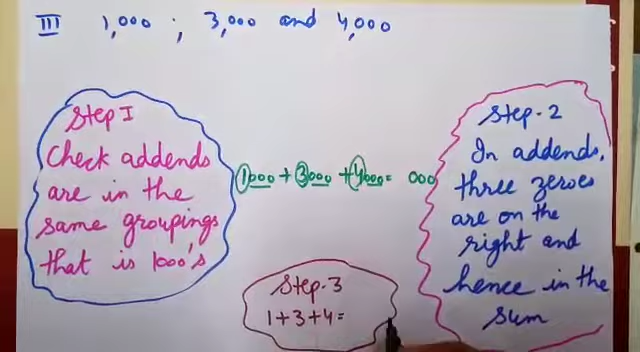 III 1,000 ; 3,000 and 4,000
Step I
Check addends
are in the
same groupings
that is 1000's
1000 + 3000 + 4000 = 000
Step-2
In addends,
three zeroes
are on the
right and
hence in the
sum
Step-3
1+3+4=